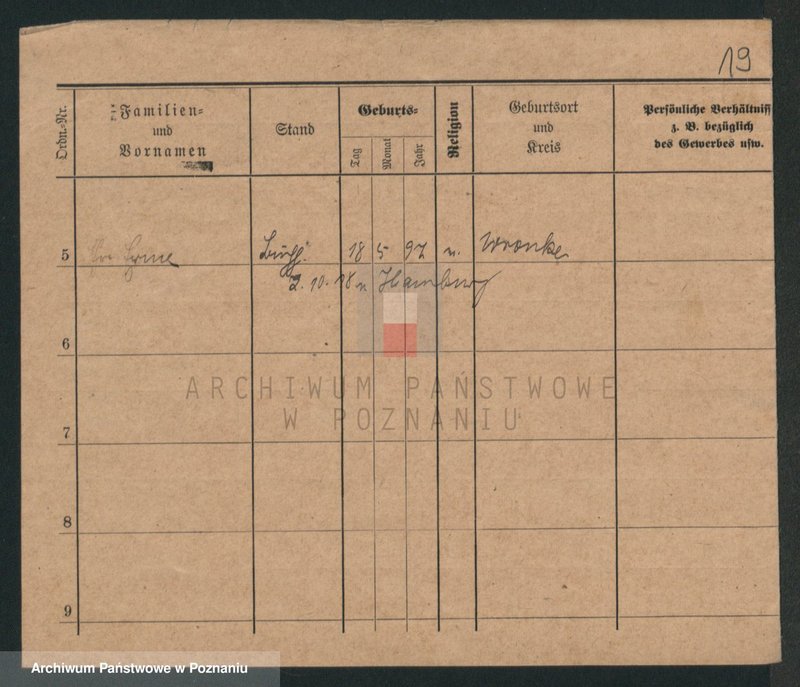 19
Ordn.-Nr.
Familien-
und
Vornamen
Stand
Geburts-
Tag
Monat
Jahr
Religion
Geburtsort
und
Kreis
Persönliche Verhältniss
z. B. bezüglich
des Gewerbes usw.
5 18 5 97 Wronke
2. 10. 18 n. Hamburg
6
ARCHIWUM PAŃSTWOWE
W POZNANIU
7
8
9
Archiwum Państwowe w Poznaniu